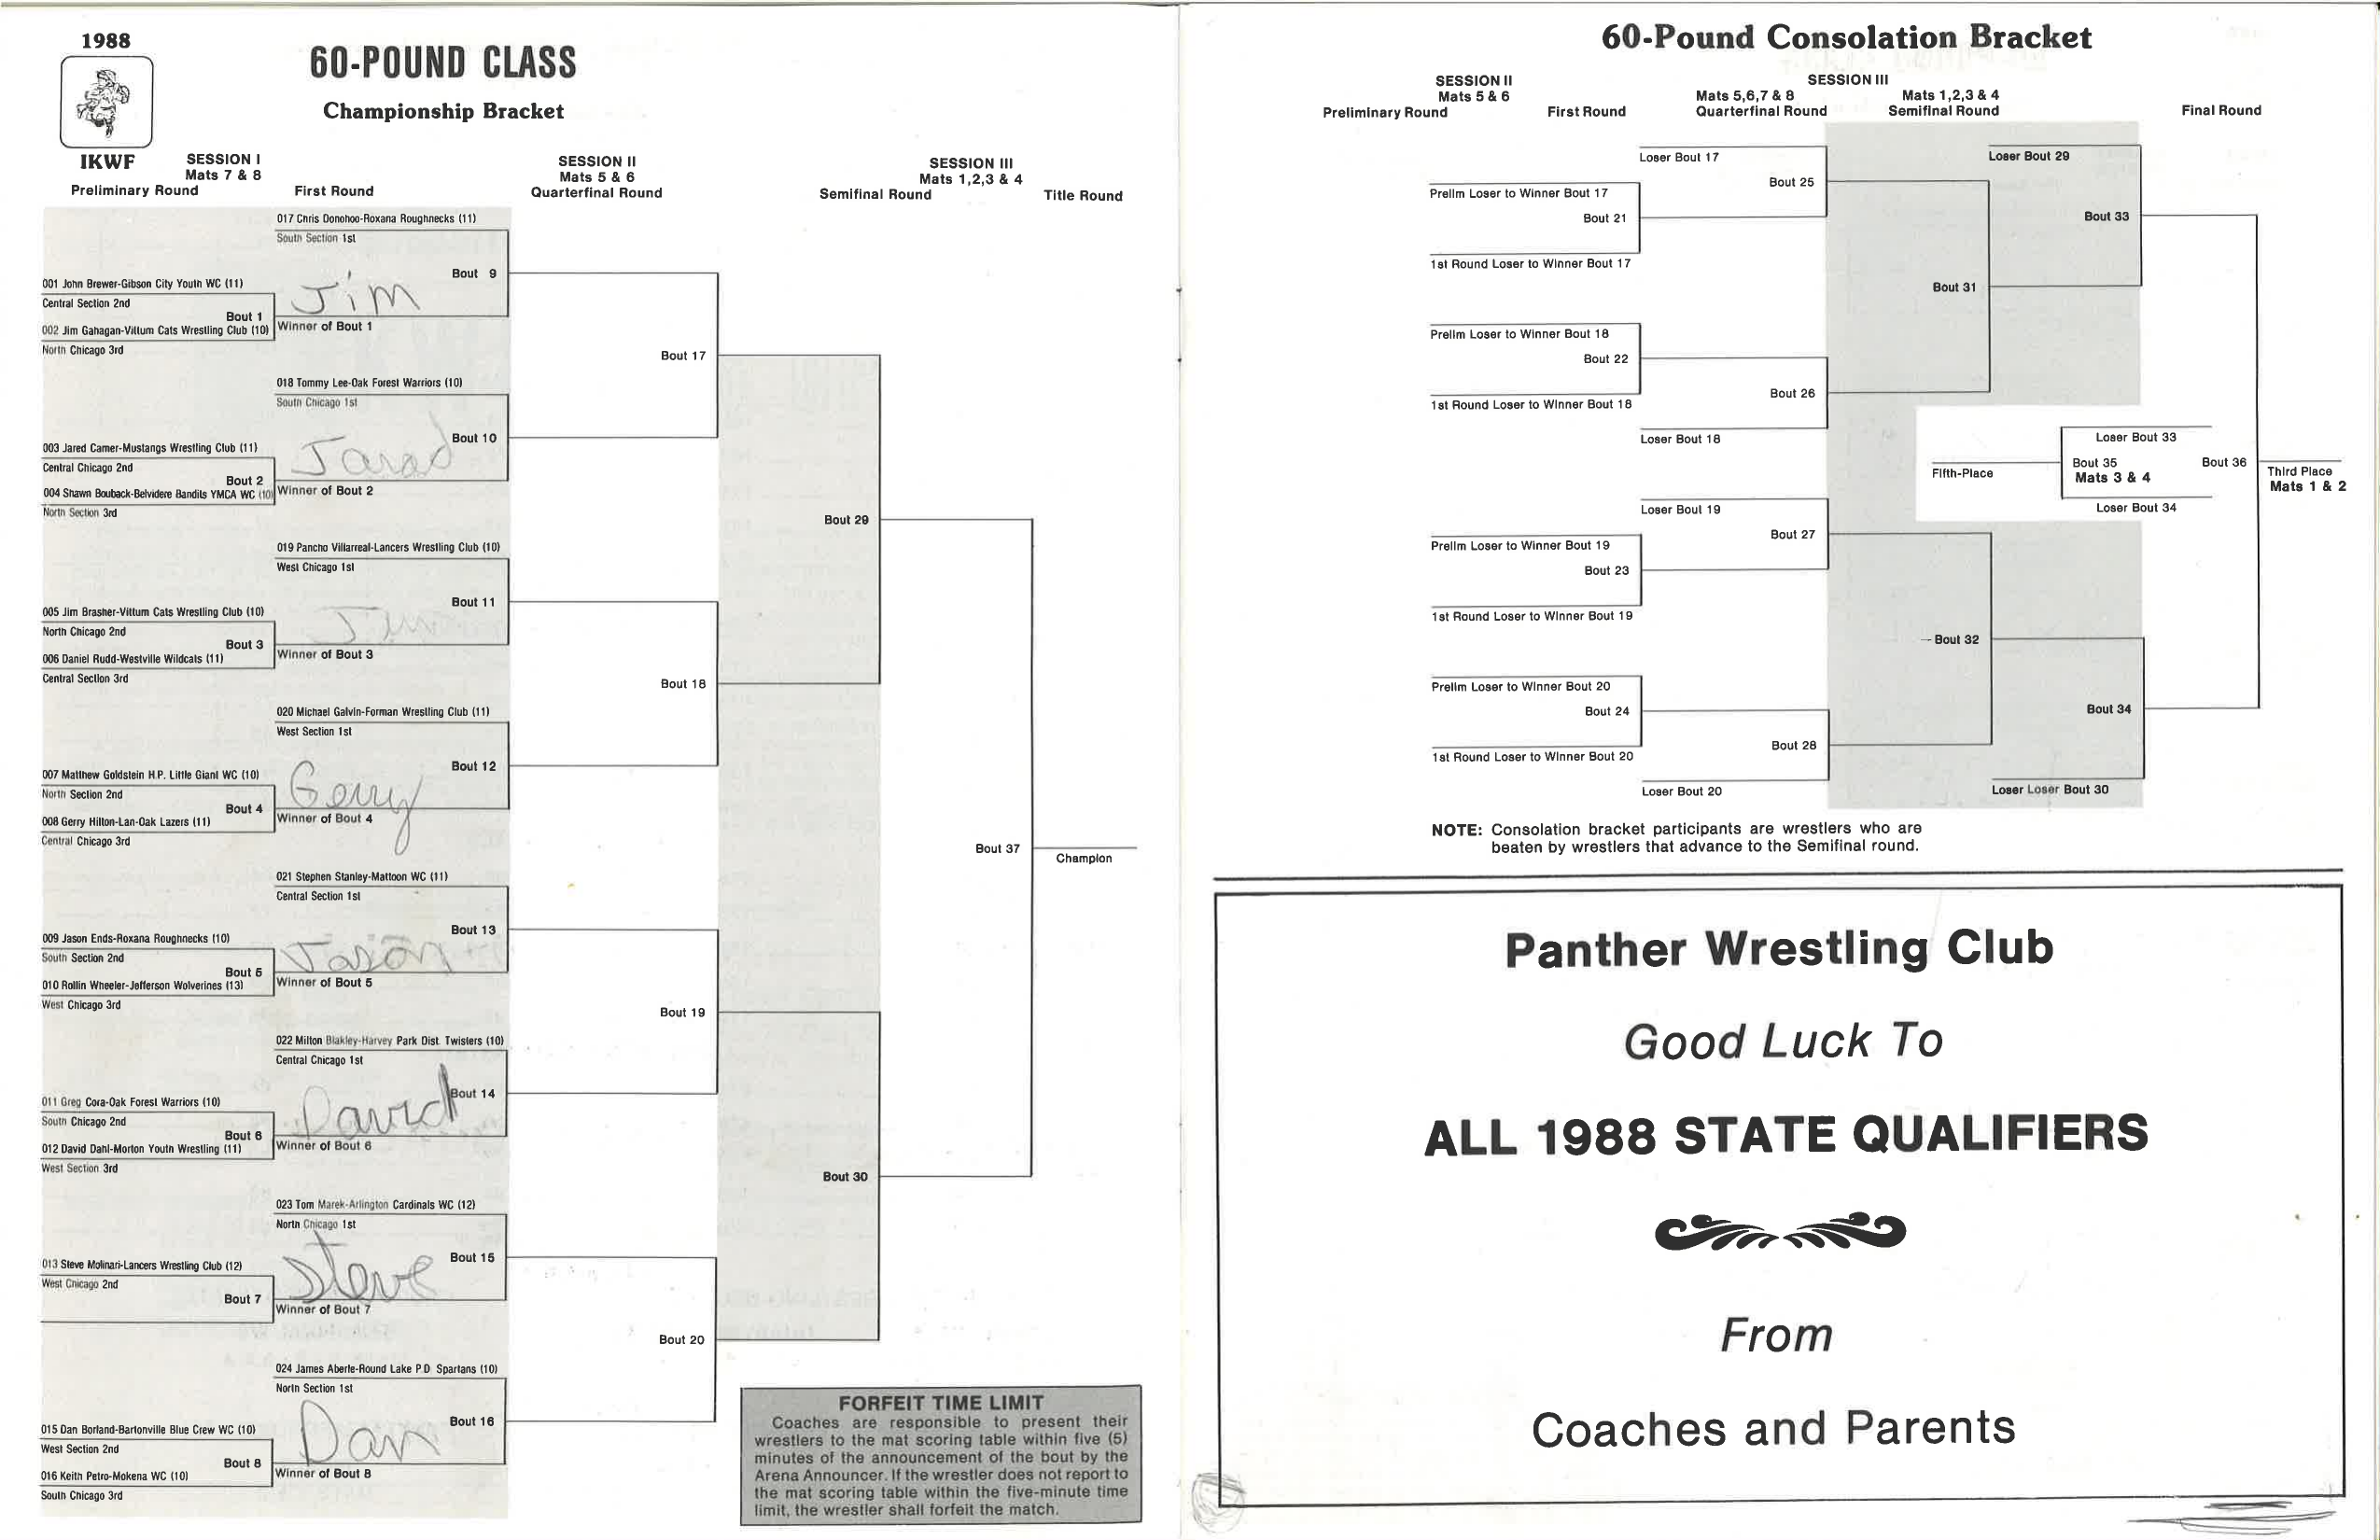 1988
60-POUND CLASS
Championship Bracket
IKWF
SESSION I
Mats 7 & 8
Preliminary Round
First Round
SESSION II
Mats 5 & 6
Quarterfinal Round
SESSION III
Mats 1,2,3 & 4
Semifinal Round
Title Round
017 Chris Donohoo-Roxana Roughnecks (11)
South Section 1st
Bout 9
001 John Brewer-Gibson City Youth WC (11)
Central Section 2nd
Jim
Bout 1
002 Jim Gahagan-Vittum Cats Wrestling Club (10)
Winner of Bout 1
North Chicago 3rd
Bout 17
018 Tommy Lee-Oak Forest Warriors (10)
South Chicago 1st
Bout 10
003 Jared Camer-Mustangs Wrestling Club (11)
Central Chicago 2nd
Jarad
Bout 2
004 Shawn Bouback-Belvidere Bandits YMCA WC (10)
Winner of Bout 2
North Section 3rd
Bout 29
019 Pancho Villarreal-Lancers Wrestling Club (10)
West Chicago 1st
Bout 11
005 Jim Brasher-Vittum Cats Wrestling Club (10)
North Chicago 2nd
Jim
Bout 3
006 Daniel Rudd-Westville Wildcats (11)
Winner of Bout 3
Central Section 3rd
Bout 18
020 Michael Galvin-Forman Wrestling Club (11)
West Section 1st
Bout 12
007 Matthew Goldstein H.P. Little Giant WC (10)
North Section 2nd
Gerry
Bout 4
008 Gerry Hilton-Lan-Oak Lazers (11)
Winner of Bout 4
Central Chicago 3rd
Bout 37
Champion
021 Stephen Stanley-Mattoon WC (11)
Central Section 1st
Bout 13
009 Jason Ends-Roxana Roughnecks (10)
South Section 2nd
Jason
Bout 5
010 Rollin Wheeler-Jefferson Wolverines (13)
Winner of Bout 5
West Chicago 3rd
Bout 19
022 Milton Blakley-Harvey Park Dist. Twisters (10)
Central Chicago 1st
Bout 14
011 Greg Cora-Oak Forest Warriors (10)
South Chicago 2nd
David
Bout 6
012 David Dahl-Morton Youth Wrestling (11)
Winner of Bout 6
West Section 3rd
Bout 30
023 Tom Marek-Arlington Cardinals WC (12)
North Chicago 1st
Bout 15
013 Steve Molinari-Lancers Wrestling Club (12)
West Chicago 2nd
Steve
Bout 7
Winner of Bout 7
Bout 20
024 James Aberle-Round Lake P.D. Spartans (10)
North Section 1st
Bout 16
015 Dan Borland-Bartonville Blue Crew WC (10)
West Section 2nd
Dan
Bout 8
016 Keith Petro-Mokena WC (10)
Winner of Bout 8
South Chicago 3rd
FORFEIT TIME LIMIT
Coaches are responsible to present their
wrestlers to the mat scoring table within five (5)
minutes of the announcement of the bout by the
Arena Announcer. If the wrestler does not report to
the mat scoring table within the five-minute time
limit, the wrestler shall forfeit the match.
60-Pound Consolation Bracket
SESSION II
Mats 5 & 6
Preliminary Round
First Round
SESSION III
Mats 5,6,7 & 8
Quarterfinal Round
Mats 1,2,3 & 4
Semifinal Round
Final Round
Loser Bout 17
Loser Bout 29
Bout 25
Prelim Loser to Winner Bout 17
Bout 21
Bout 33
1st Round Loser to Winner Bout 17
Bout 31
Prelim Loser to Winner Bout 18
Bout 22
Bout 26
1st Round Loser to Winner Bout 18
Loser Bout 18
Loser Bout 33
Fifth-Place
Bout 35
Mats 3 & 4
Bout 36
Third Place
Mats 1 & 2
Loser Bout 34
Loser Bout 19
Bout 27
Prelim Loser to Winner Bout 19
Bout 23
1st Round Loser to Winner Bout 19
Bout 32
Prelim Loser to Winner Bout 20
Bout 24
Bout 34
Bout 28
1st Round Loser to Winner Bout 20
Loser Bout 20
Loser Loser Bout 30
NOTE: Consolation bracket participants are wrestlers who are
beaten by wrestlers that advance to the Semifinal round.
Panther Wrestling Club
Good Luck To
ALL 1988 STATE QUALIFIERS
From
Coaches and Parents